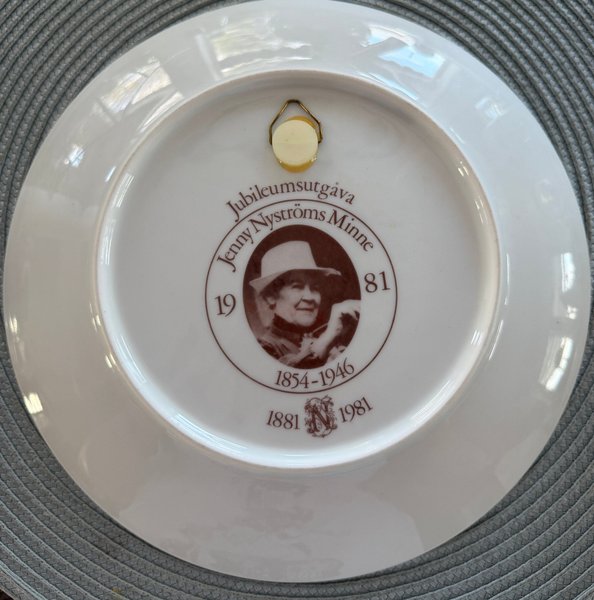 Jubileumsutgåva
Jenny Nyströms Minne
19 81
1854-1946
1881 N 1981